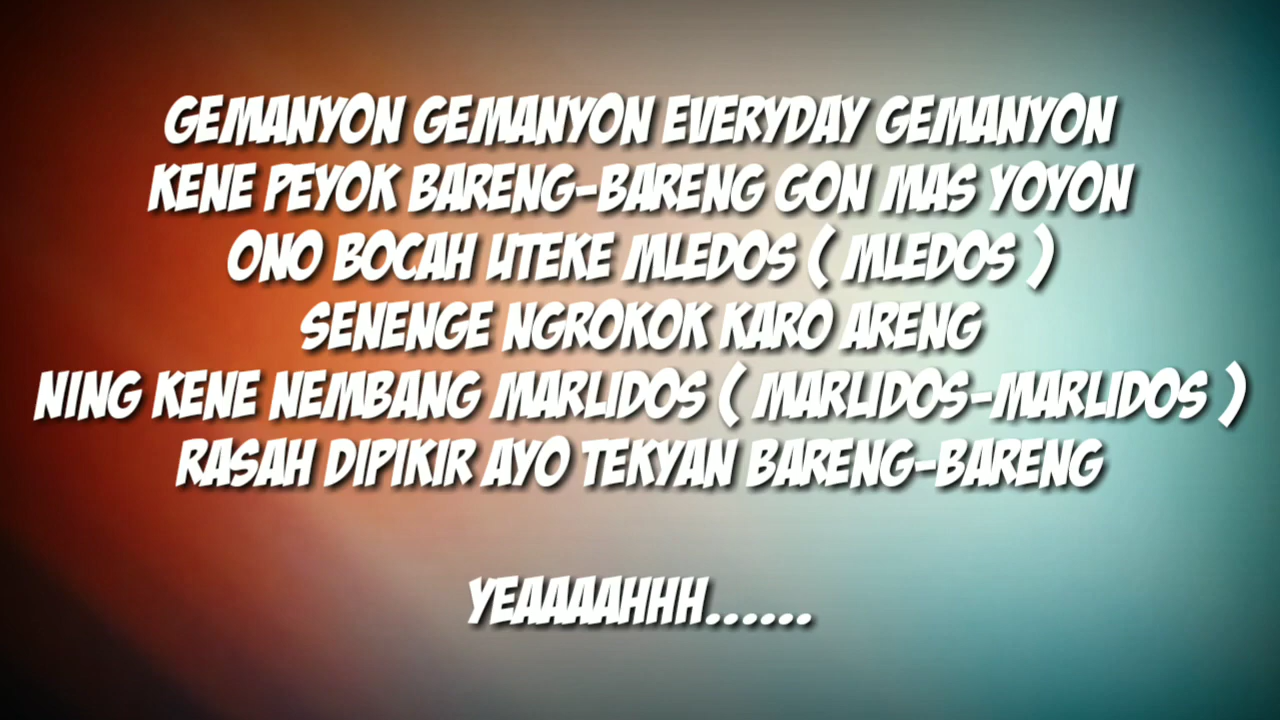 GEMANYON GEMANYON EVERYDAY GEMANYON
KENE PEYOK BARENG-BARENG GON MAS YOYON
ONO BOCAH UTEKE MLEDOS ( MLEDOS )
SENENGE NGROKOK KARO ARENG
NING KENE NEMBANG MARLIDOS ( MARLIDOS-MARLIDOS )
RASAH DIPIKIR AYO TEKYAN BARENG-BARENG
YEAAAAHHH......